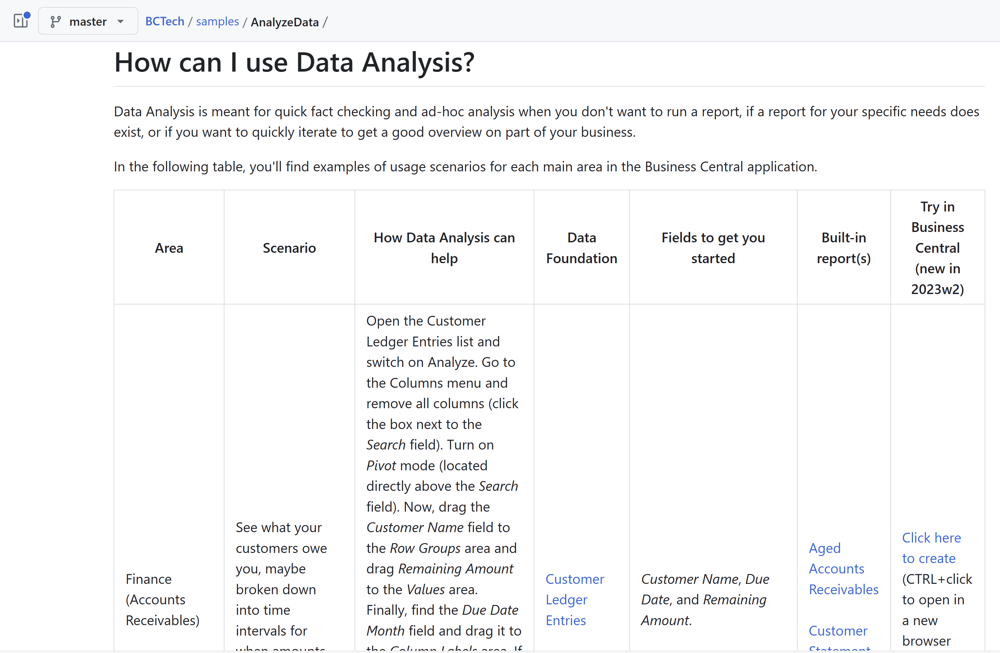 master
BCTech / samples / AnalyzeData /
How can I use Data Analysis?
Data Analysis is meant for quick fact checking and ad-hoc analysis when you don't want to run a report, if a report for your specific needs does
exist, or if you want to quickly iterate to get a good overview on part of your business.
In the following table, you'll find examples of usage scenarios for each main area in the Business Central application.
Area
Scenario
How Data Analysis can
help
Data
Foundation
Fields to get you
started
Built-in
report(s)
Try in
Business
Central
(new in
2023w2)
Finance
(Accounts
Receivables)
See what your
customers owe
you, maybe
broken down
into time
intervals for
when amounts
Open the Customer
Ledger Entries list and
switch on Analyze. Go to
the Columns menu and
remove all columns (click
the box next to the
Search field). Turn on
Pivot mode (located
directly above the Search
field). Now, drag the
Customer Name field to
the Row Groups area and
drag Remaining Amount
to the Values area.
Finally, find the Due Date
Month field and drag it to
the Column Labels area. If
Customer
Ledger
Entries
Customer Name, Due
Date, and Remaining
Amount.
Aged
Accounts
Receivables
Customer
Statement
Click here
to create
(CTRL+click
to open in
a new
browser